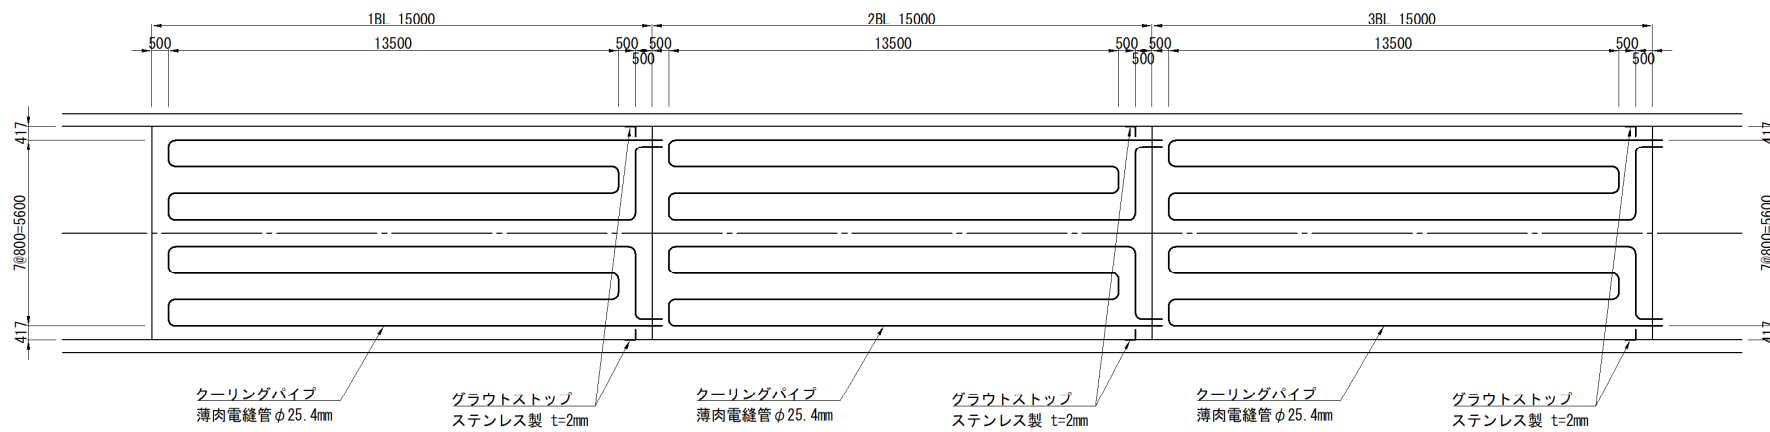 1BL 15000
2BL 15000
3BL 15000
500
13500
500
500
500
13500
500
500
500
13500
500
500
417
7@800=5600
417
417
7@800=5600
417
クーリングパイプ
薄肉電縫管φ25.4mm
グラウトストップ
ステンレス製 t=2mm
クーリングパイプ
薄肉電縫管φ25.4mm
グラウトストップ
ステンレス製 t=2mm
クーリングパイプ
薄肉電縫管φ25.4mm
グラウトストップ
ステンレス製 t=2mm